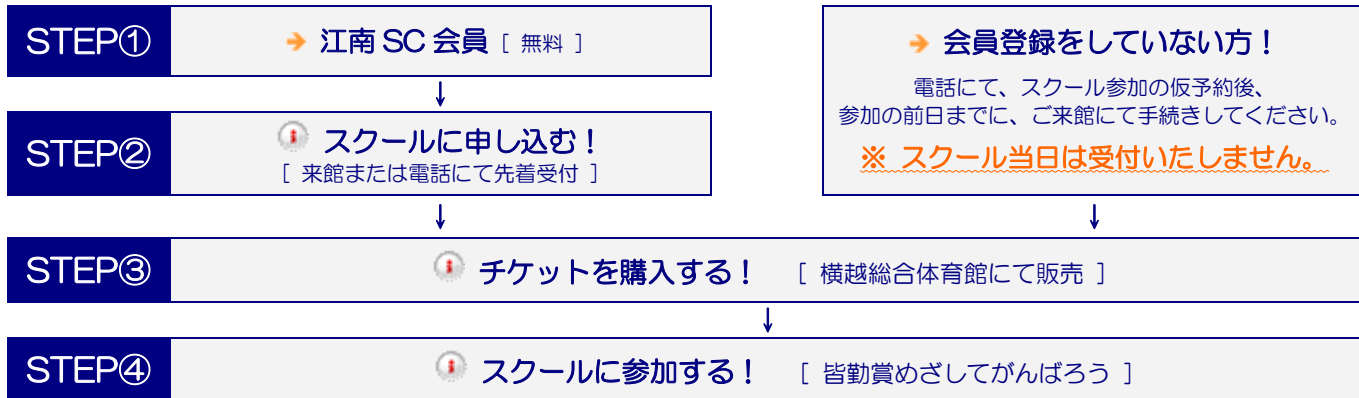 STEP① 江南 SC 会員 [ 無料 ]
STEP② スクールに申し込む!
[ 来館または電話にて先着受付 ]
会員登録をしていない方!
電話にて、スクール参加の仮予約後、
参加の前日までに、ご来館にて手続きしてください。
※ スクール当日は受付いたしません。
STEP③ チケットを購入する! [ 横越総合体育館にて販売 ]
STEP④ スクールに参加する! [ 皆勤賞めざしてがんばろう ]